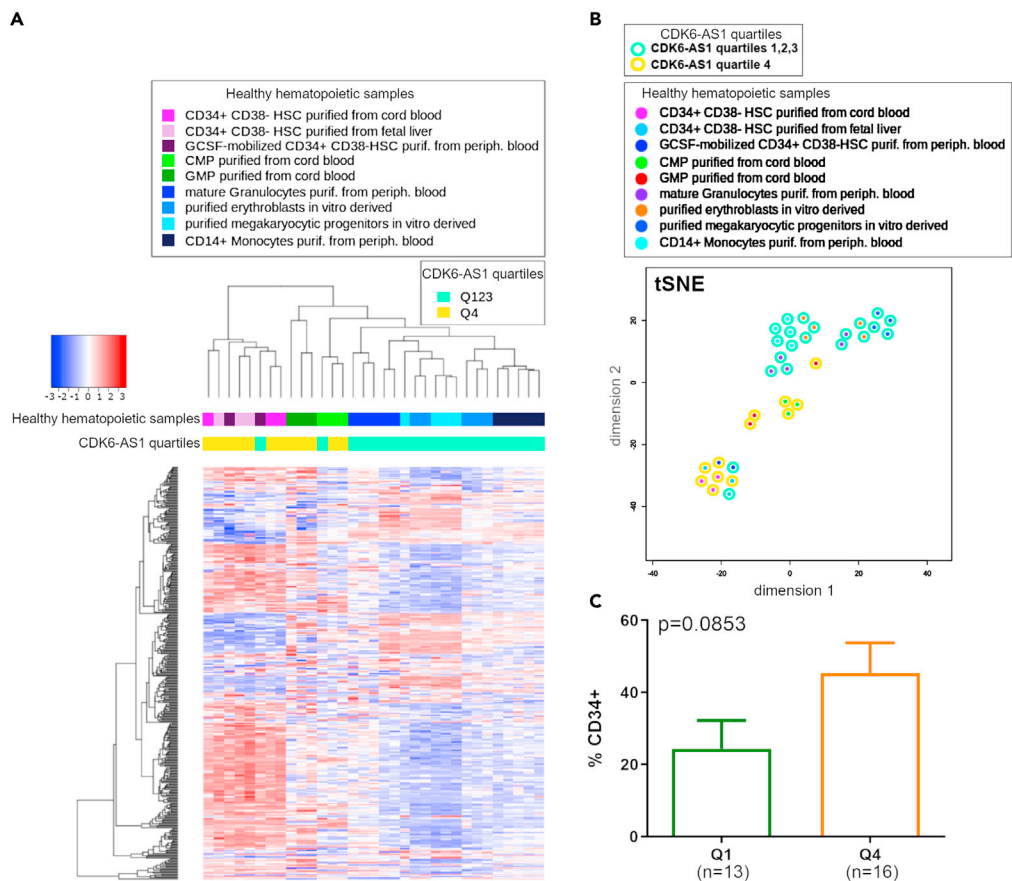 A
Healthy hematopoietic samples
CD34+ CD38- HSC purified from cord blood
CD34+ CD38- HSC purified from fetal liver
GCSF-mobilized CD34+ CD38-HSC purif. from periph. blood
CMP purified from cord blood
GMP purified from cord blood
mature Granulocytes purif. from periph. blood
purified erythroblasts in vitro derived
purified megakaryocytic progenitors in vitro derived
CD14+ Monocytes purif. from periph. blood
CDK6-AS1 quartiles
Q123
Q4
-3 -2 -1 0 1 2 3
Healthy hematopoietic samples
CDK6-AS1 quartiles
B
CDK6-AS1 quartiles
CDK6-AS1 quartiles 1,2,3
CDK6-AS1 quartile 4
Healthy hematopoietic samples
CD34+ CD38- HSC purified from cord blood
CD34+ CD38- HSC purified from fetal liver
GCSF-mobilized CD34+ CD38-HSC purif. from periph. blood
CMP purified from cord blood
GMP purified from cord blood
mature Granulocytes purif. from periph. blood
purified erythroblasts in vitro derived
purified megakaryocytic progenitors in vitro derived
CD14+ Monocytes purif. from periph. blood
tSNE
dimension 2
20
0
-20
-40
-40 -20 0 20 40
dimension 1
C
p=0.0853
% CD34+
60
40
20
0
Q1 Q4
(n=13) (n=16)